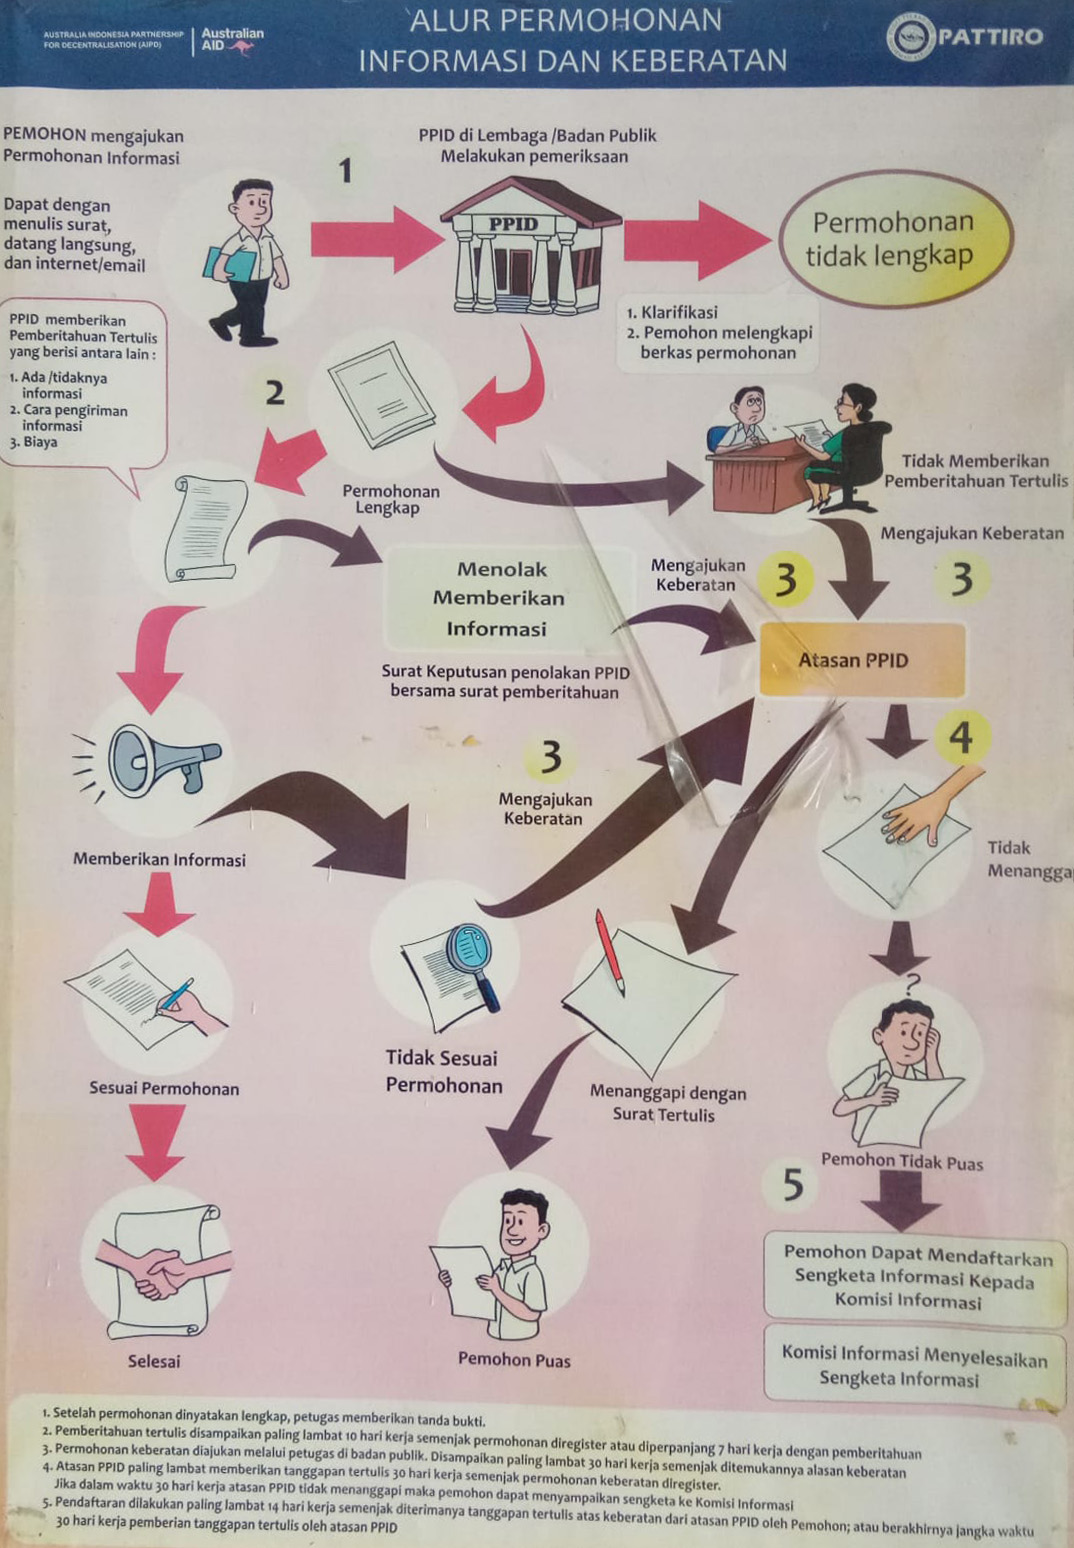 AUSTRALIA INDONESIA PARTNERSHIP
FOR DECENTRALISATION (AIPD)
Australian
AID
ALUR PERMOHONAN
INFORMASI DAN KEBERATAN
PATTIRO
PEMOHON mengajukan
Permohonan Informasi
Dapat dengan
menulis surat,
datang langsung,
dan internet/email
1
PPID di Lembaga /Badan Publik
Melakukan pemeriksaan
PPID
Permohonan
tidak lengkap
1. Klarifikasi
2. Pemohon melengkapi
berkas permohonan
PPID memberikan
Pemberitahuan Tertulis
yang berisi antara lain :
1. Ada /tidaknya
informasi
2. Cara pengiriman
informasi
3. Biaya
2
Permohonan
Lengkap
Tidak Memberikan
Pemberitahuan Tertulis
Mengajukan Keberatan
3
Menolak
Memberikan
Informasi
Mengajukan
Keberatan
3
Atasan PPID
Surat Keputusan penolakan PPID
bersama surat pemberitahuan
3
Mengajukan
Keberatan
4
Tidak
Menangga
Memberikan Informasi
Sesuai Permohonan
Tidak Sesuai
Permohonan
Menanggapi dengan
Surat Tertulis
?
Pemohon Tidak Puas
5
Pemohon Dapat Mendaftarkan
Sengketa Informasi Kepada
Komisi Informasi
Komisi Informasi Menyelesaikan
Sengketa Informasi
Selesai
Pemohon Puas
1. Setelah permohonan dinyatakan lengkap, petugas memberikan tanda bukti.
2. Pemberitahuan tertulis disampaikan paling lambat 10 hari kerja semenjak permohonan diregister atau diperpanjang 7 hari kerja dengan pemberitahuan
3. Permohonan keberatan diajukan melalui petugas di badan publik. Disampaikan paling lambat 30 hari kerja semenjak ditemukannya alasan keberatan
4. Atasan PPID paling lambat memberikan tanggapan tertulis 30 hari kerja semenjak permohonan keberatan diregister.
Jika dalam waktu 30 hari kerja atasan PPID tidak menanggapi maka pemohon dapat menyampaikan sengketa ke Komisi Informasi
5. Pendaftaran dilakukan paling lambat 14 hari kerja semenjak diterimanya tanggapan tertulis atas keberatan dari atasan PPID oleh Pemohon; atau berakhirnya jangka waktu
30 hari kerja pemberian tanggapan tertulis oleh atasan PPID